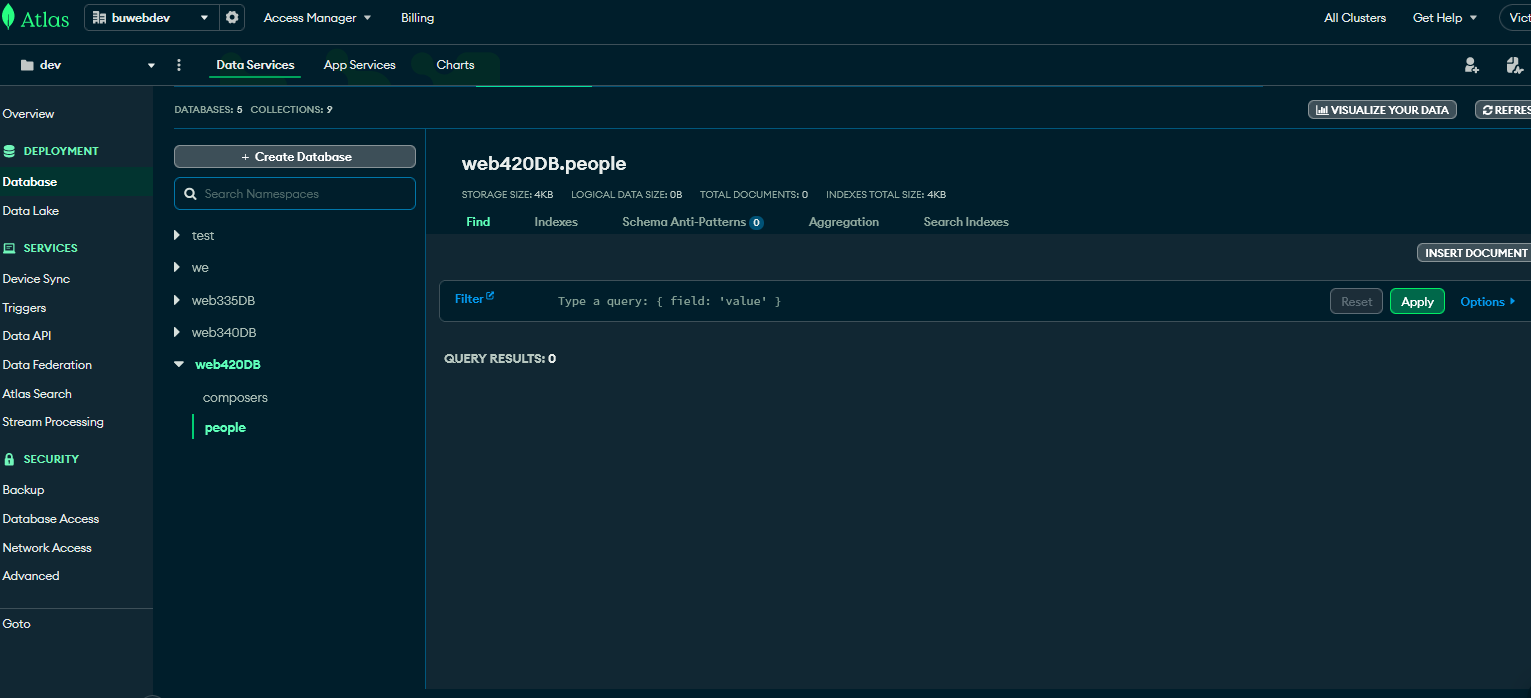 Atlas
buwebdev
Access Manager
Billing
All Clusters
Get Help
dev
Data Services
App Services
Charts
Overview
DEPLOYMENT
Database
Data Lake
SERVICES
Device Sync
Triggers
Data API
Data Federation
Atlas Search
Stream Processing
SECURITY
Backup
Database Access
Network Access
Advanced
Goto
DATABASES: 5 COLLECTIONS: 9
VISUALIZE YOUR DATA
+ Create Database
Search Namespaces
test
we
web335DB
web340DB
web420DB
composers
people
web420DB.people
STORAGE SIZE: 4KB LOGICAL DATA SIZE: 0B TOTAL DOCUMENTS: 0 INDEXES TOTAL SIZE: 4KB
Find Indexes Schema Anti-Patterns 0 Aggregation Search Indexes
INSERT DOCUMENT
Filter Type a query: { field: 'value' } Reset Apply Options
QUERY RESULTS: 0